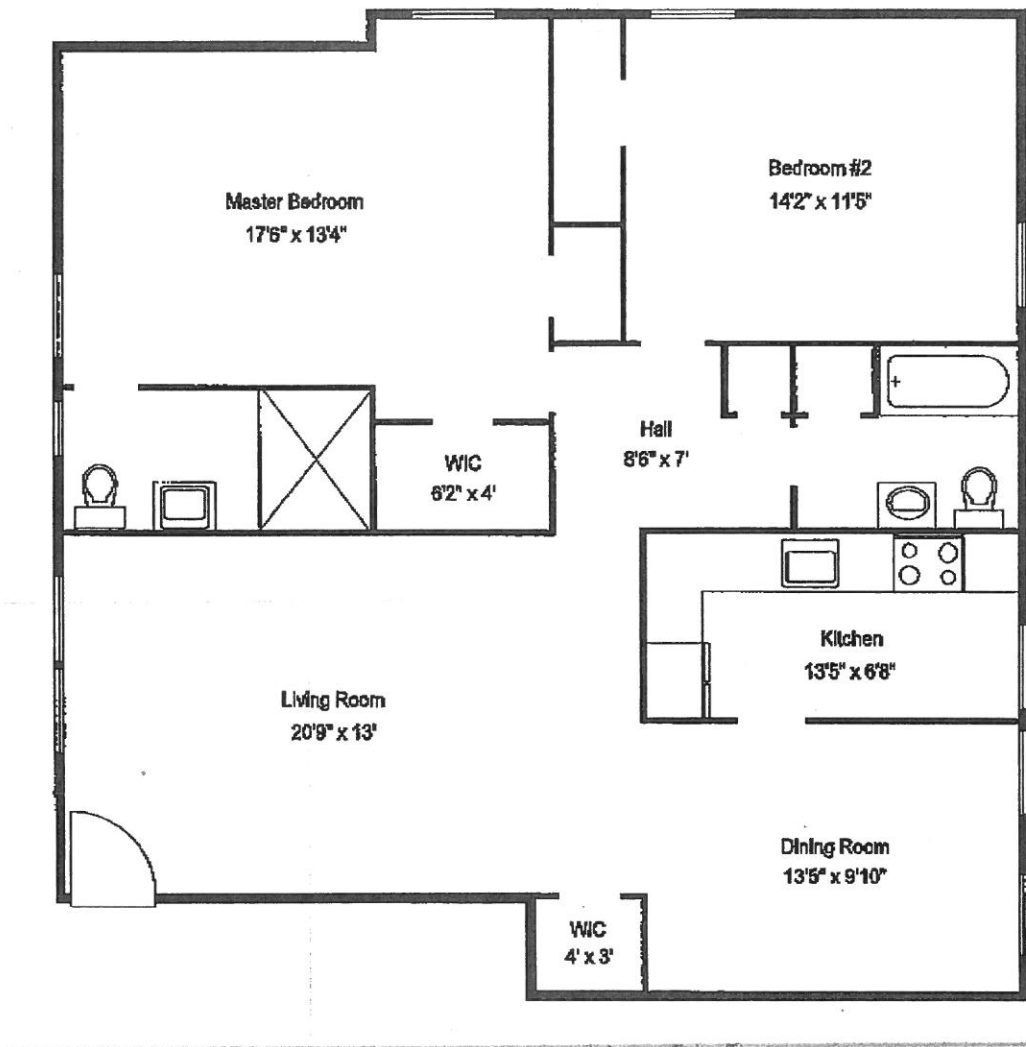 Master Bedroom
17'6" x 13'4"
Bedroom #2
14'2" x 11'5"
Hall
8'6" x 7'
WIC
6'2" x 4'
Kitchen
13'5" x 6'8"
Living Room
20'9" x 13'
Dining Room
13'5" x 9'10"
WIC
4' x 3'